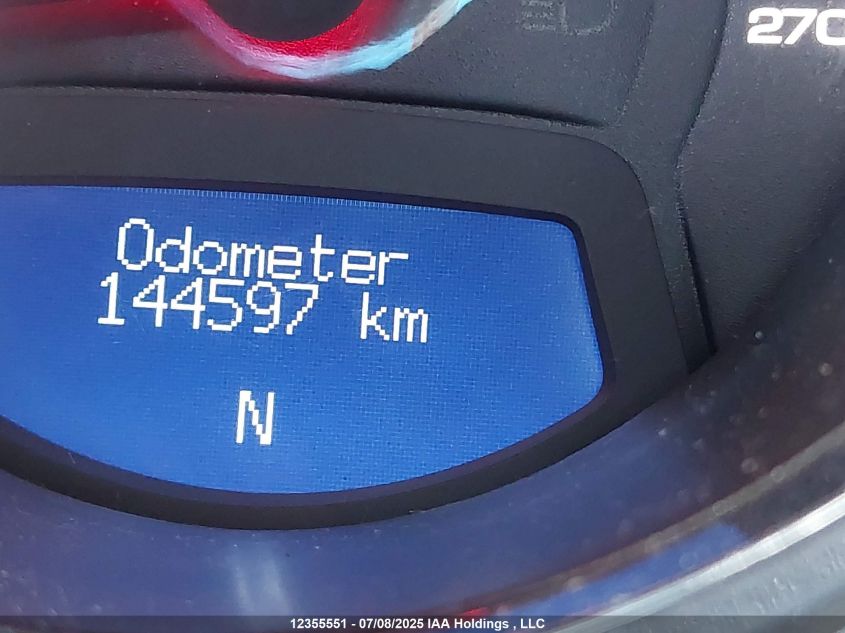 270
Odometer
144597 km
N
12355551 - 07/08/2025 IAA Holdings , LLC